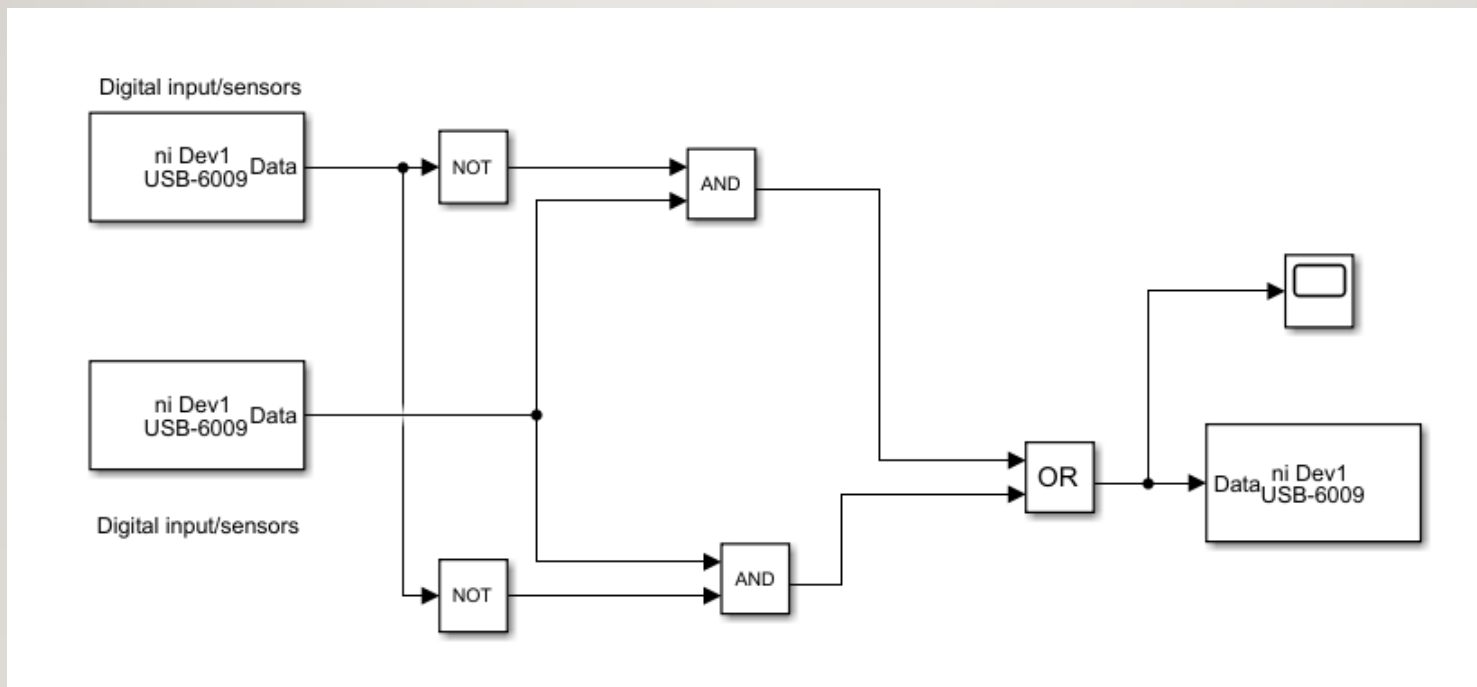 Digital input/sensors
ni Dev1
USB-6009
Data
NOT
AND
ni Dev1
USB-6009
Data
Digital input/sensors
NOT
AND
OR
Data
ni Dev1
USB-6009